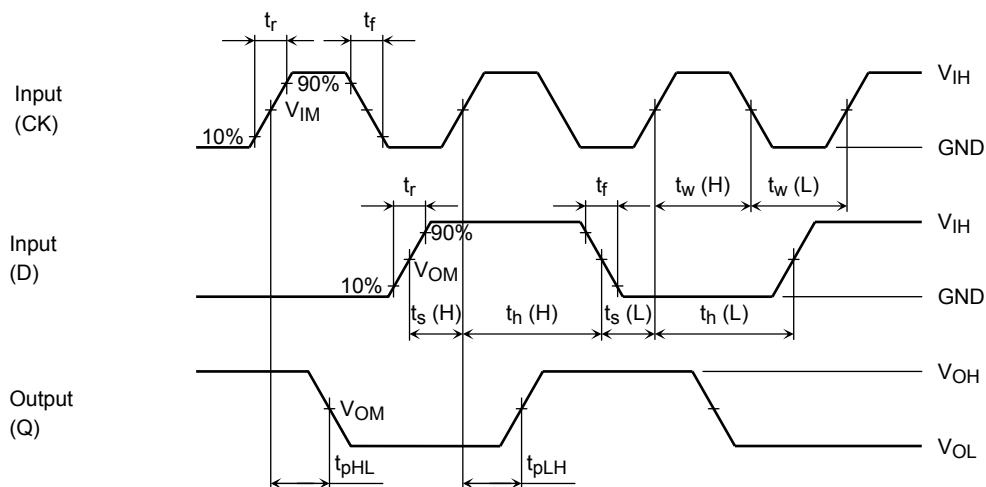 tr
tf
Input
(CK)
10%
90%
VIM
VIH
GND
tr
tf
tw (H)
tw (L)
Input
(D)
10%
90%
VOM
VIH
GND
ts (H)
th (H)
ts (L)
th (L)
Output
(Q)
VOM
VOH
VOL
tpHL
tpLH